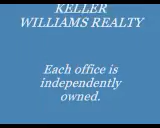 KELLER
WILLIAMS REALTY
Each office is
independently
owned.